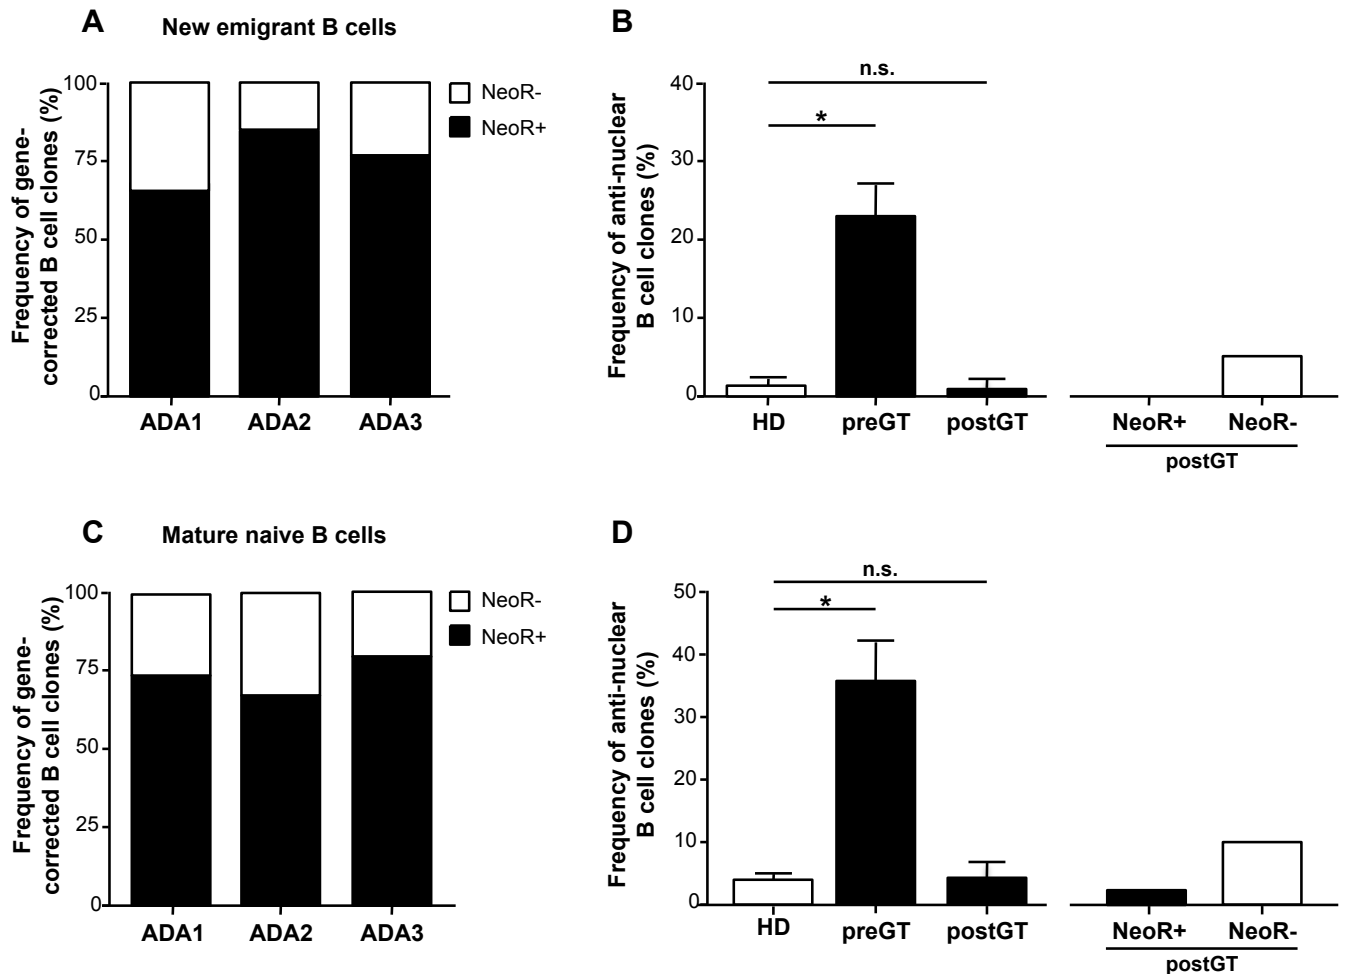 A
New emigrant B cells
Frequency of gene-
corrected B cell clones (%)
100
75
50
25
0
ADA1 ADA2 ADA3
NeoR-
NeoR+
B
Frequency of anti-nuclear
B cell clones (%)
40
30
20
10
0
n.s.
*
HD preGT postGT NeoR+ NeoR-
postGT
C
Mature naive B cells
Frequency of gene-
corrected B cell clones (%)
100
75
50
25
0
ADA1 ADA2 ADA3
NeoR-
NeoR+
D
Frequency of anti-nuclear
B cell clones (%)
50
40
30
20
10
0
n.s.
*
HD preGT postGT NeoR+ NeoR-
postGT